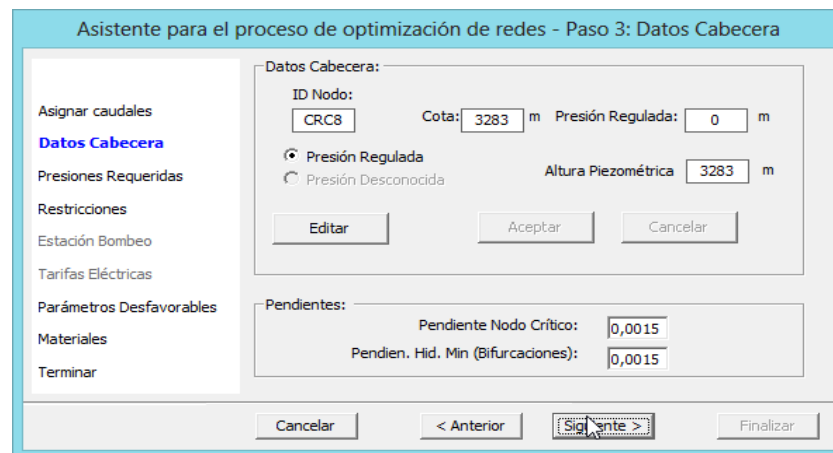 Asistente para el proceso de optimización de redes - Paso 3: Datos Cabecera
Asignar caudales
Datos Cabecera
Presiones Requeridas
Restricciones
Estación Bombeo
Tarifas Eléctricas
Parámetros Desfavorables
Materiales
Terminar
Datos Cabecera:
ID Nodo:
CRC8 Cota: 3283 m Presión Regulada: 0 m
Presión Regulada
Presión Desconocida
Altura Piezométrica 3283 m
Editar Aceptar Cancelar
Pendientes:
Pendiente Nodo Crítico: 0,0015
Pendien. Hid. Min (Bifurcaciones): 0,0015
Cancelar < Anterior Siguiente > Finalizar